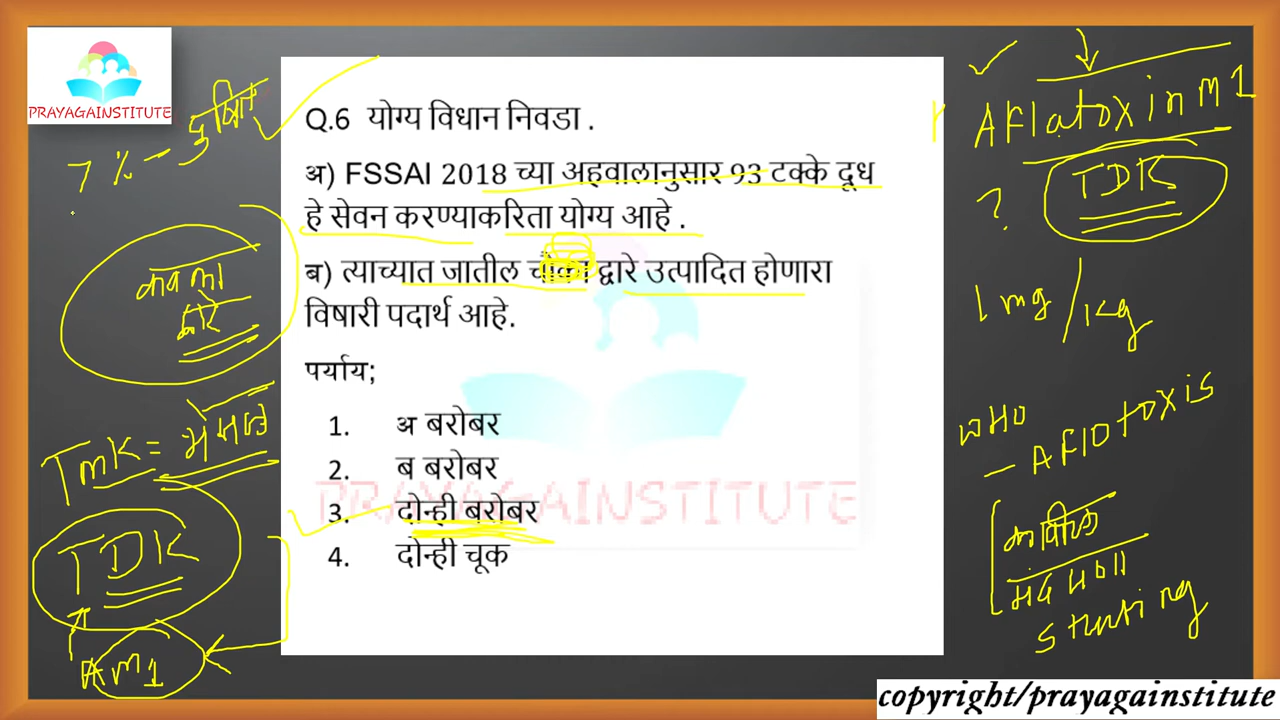 PRAYAGAINSTITUTE
7 % - दुषित
Q.6 योग्य विधान निवडा .
अ) FSSAI 2018 च्या अहवालानुसार 93 टक्के दूध
हे सेवन करण्याकरिता योग्य आहे .
ब) त्याच्यात जातील चौका द्वारे उत्पादित होणारा
विषारी पदार्थ आहे.
पर्याय;
1. अ बरोबर
2. ब बरोबर
3. दोन्ही बरोबर
4. दोन्ही चूक
PRAYAGAINSTITUTE
TMK =
TDK
AM1
AFlatoxin M1
TDK
?
1 mg/Kg
WHO
- AFlotoxis
stunting
copyright/prayagainstitute